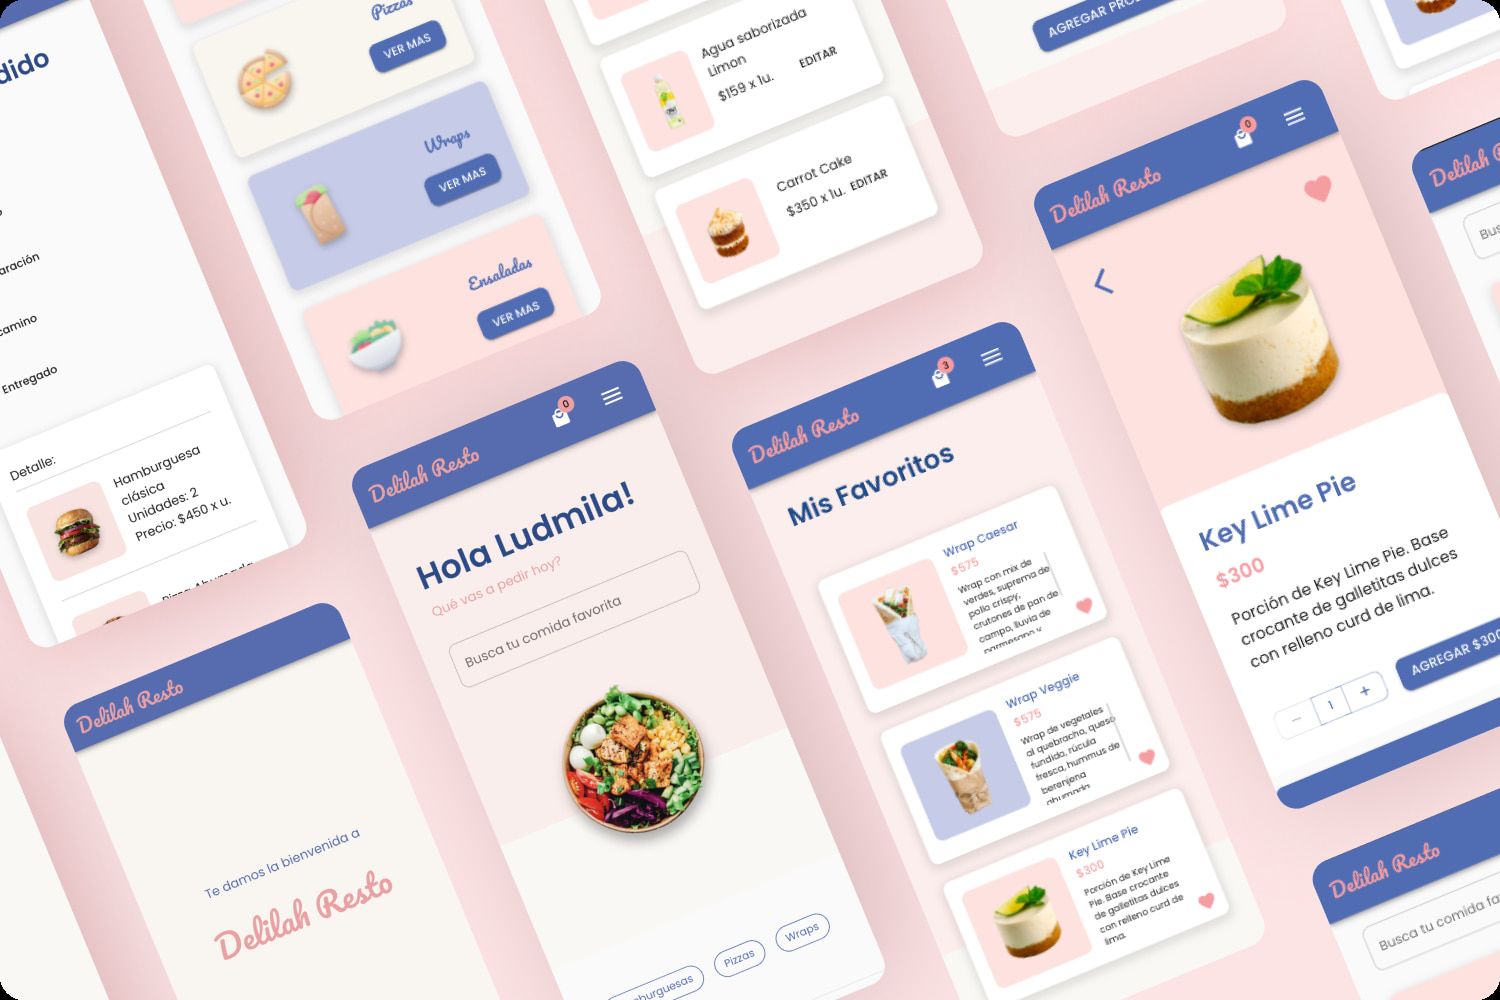 dido
aración
camino
Entregado
Detalle:
Hamburguesa
clásica
Unidades: 2
Precio: $450 x u.
Pizza Ahumada
Pizzas
VER MAS
Wraps
VER MAS
Ensaladas
VER MAS
Agua saborizada
Limon
$159 x 1u.
EDITAR
Carrot Cake
$350 x 1u.
EDITAR
AGREGAR PRO
Delilah Resto
Te damos la bienvenida a
Delilah Resto
Delilah Resto
0
Hola Ludmila!
Qué vas a pedir hoy?
Busca tu comida favorita
mburguesas
Pizzas
Wraps
Delilah Resto
3
Mis Favoritos
Wrap Caesar
$575
Wrap con mix de
verdes, suprema de
pollo crispy,
crutones de pan de
campo, lluvia de
parmesano y
Wrap Veggie
$575
Wrap de vegetales
al quebracho, queso
fundido, rúcula
fresca, hummus de
berenjena
ahumada
Key Lime Pie
$300
Porción de Key Lime
Pie. Base crocante
de galletitas dulces
con relleno curd de
lima.
Delilah Resto
0
Key Lime Pie
$300
Porción de Key Lime Pie. Base
crocante de galletitas dulces
con relleno curd de lima.
1
AGREGAR $300
Delilah Resto
Bus
Delilah Resto
Busca tu comida fa